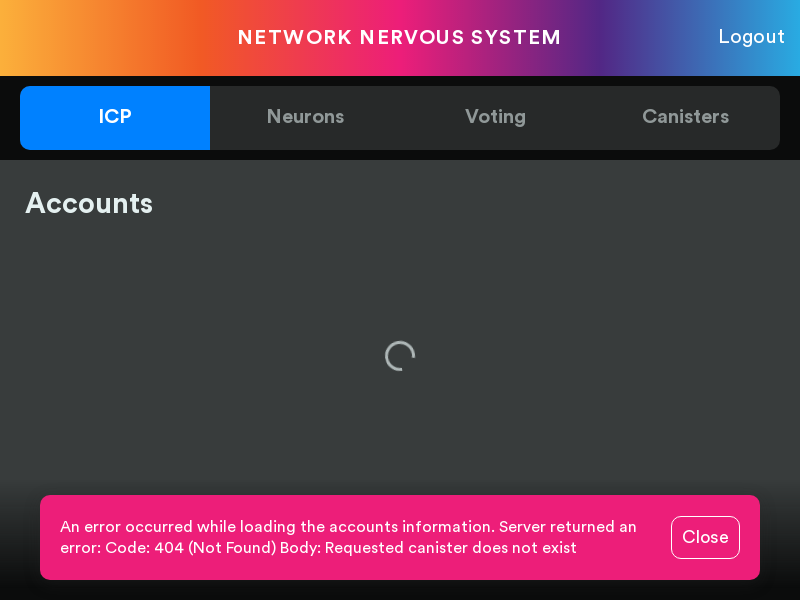 NETWORK NERVOUS SYSTEM
Logout
ICP
Neurons
Voting
Canisters
Accounts
An error occurred while loading the accounts information. Server returned an
error: Code: 404 (Not Found) Body: Requested canister does not exist
Close